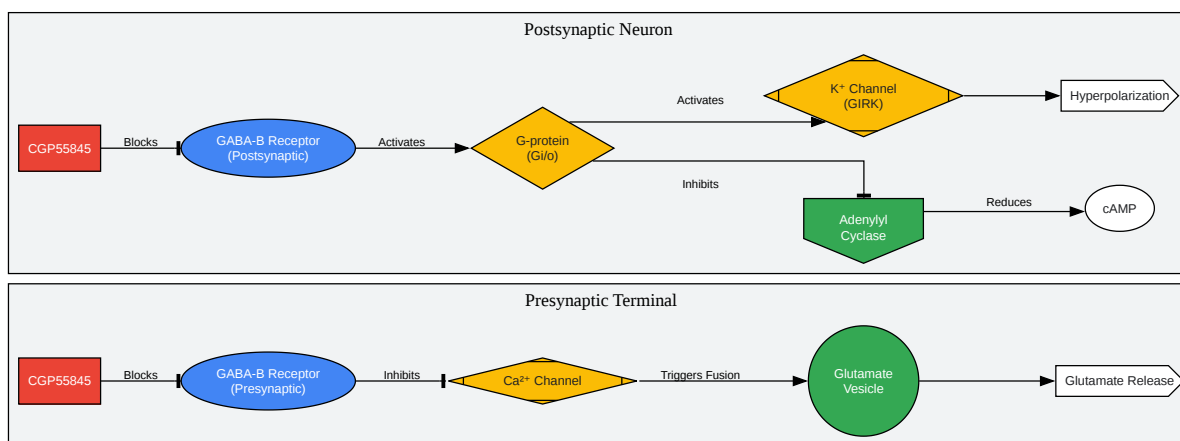 Postsynaptic Neuron
K⁺ Channel
(GIRK)
Hyperpolarization
Activates
CGP55845
Blocks
GABA-B Receptor
(Postsynaptic)
Activates
G-protein
(Gi/o)
Inhibits
Adenylyl
Cyclase
Reduces
cAMP
Presynaptic Terminal
CGP55845
Blocks
GABA-B Receptor
(Presynaptic)
Inhibits
Ca²⁺ Channel
Triggers Fusion
Glutamate
Vesicle
Glutamate Release